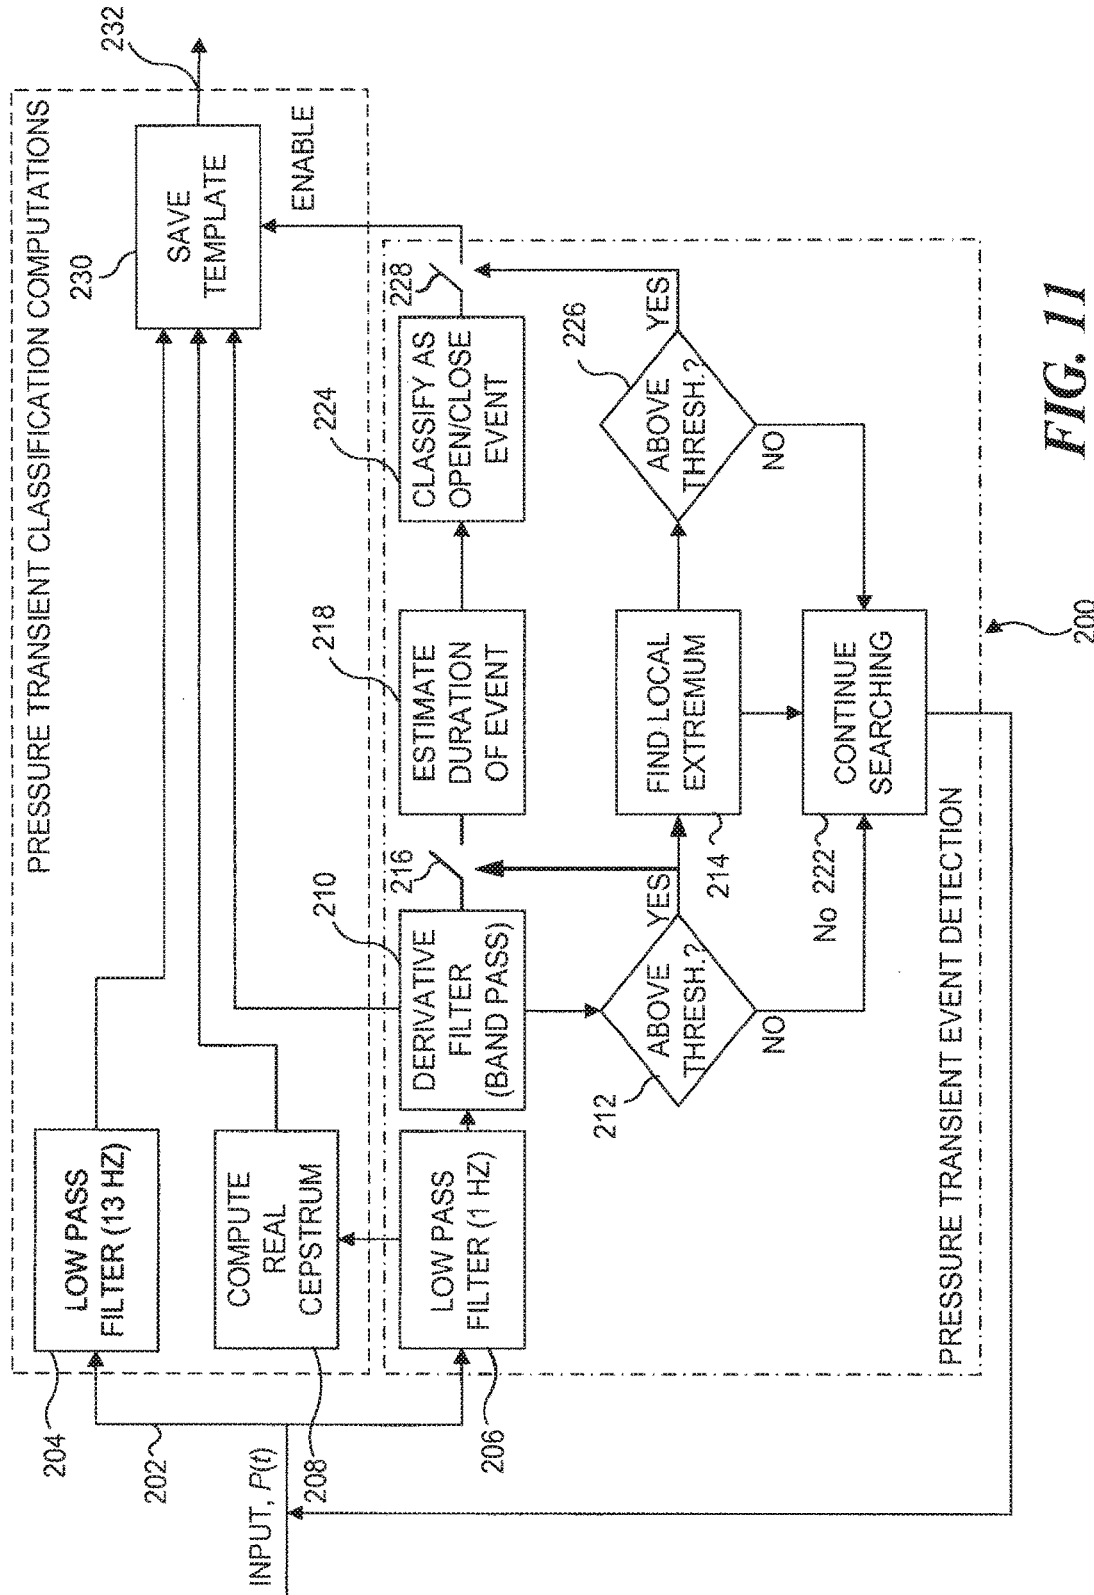 PRESSURE TRANSIENT CLASSIFICATION COMPUTATIONS
232
230
SAVE
TEMPLATE
ENABLE
204
LOW PASS
FILTER (13 HZ)
202
INPUT, P(t)
208
COMPUTE
REAL
CEPSTRUM
206
LOW PASS
FILTER (1 HZ)
210
DERIVATIVE
FILTER
(BAND PASS)
216
218
ESTIMATE
DURATION
OF EVENT
224
CLASSIFY AS
OPEN/CLOSE
EVENT
228
212
ABOVE
THRESH.?
YES
NO
214
FIND LOCAL
EXTREMUM
226
ABOVE
THRESH.?
YES
NO
No 222
CONTINUE
SEARCHING
PRESSURE TRANSIENT EVENT DETECTION
200
FIG. 11